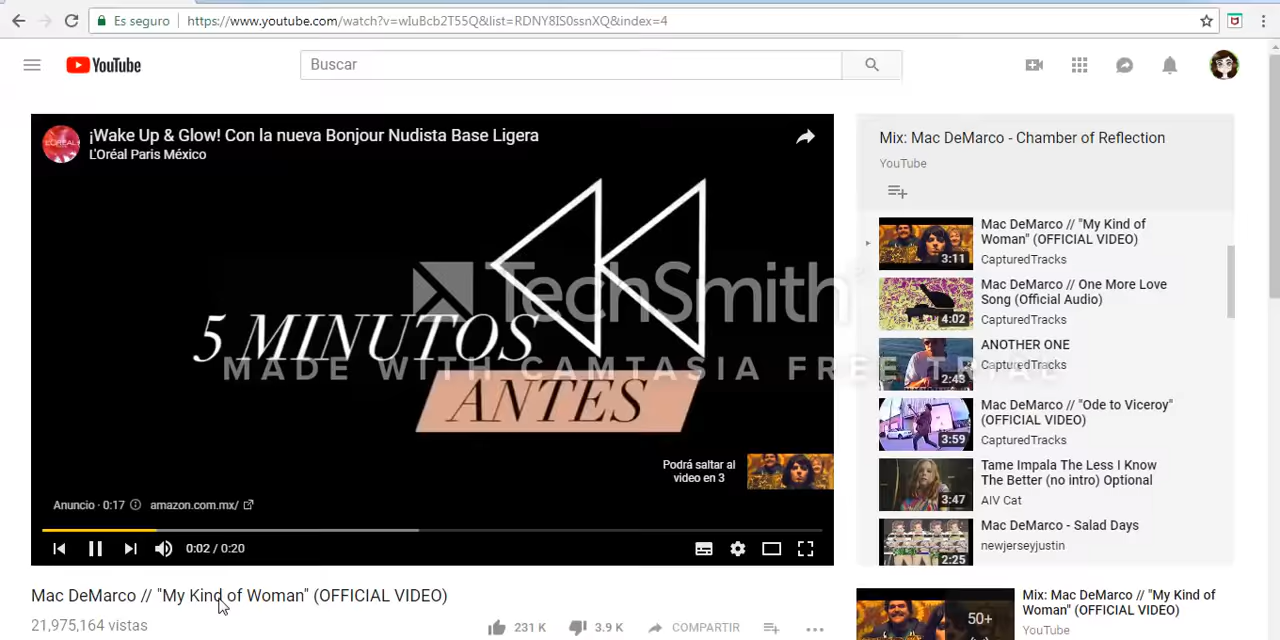 Es seguro
https://www.youtube.com/watch?v=wIuBcb2T55Q&list=RDNY8IS0ssnXQ&index=4
YouTube
Buscar
¡Wake Up & Glow! Con la nueva Bonjour Nudista Base Ligera
L'Oréal Paris México
5 MINUTOS
ANTES
TechSmith
MADE WITH CAMTASIA FREE TRIAL
Podrá saltar al
video en 3
Anuncio · 0:17
amazon.com.mx/
0:02 / 0:20
Mac DeMarco // "My Kind of Woman" (OFFICIAL VIDEO)
21,975,164 vistas
231 K
3.9 K
COMPARTIR
Mix: Mac DeMarco - Chamber of Reflection
YouTube
3:11
Mac DeMarco // "My Kind of
Woman" (OFFICIAL VIDEO)
CapturedTracks
4:02
Mac DeMarco // One More Love
Song (Official Audio)
CapturedTracks
2:43
ANOTHER ONE
CapturedTracks
3:59
Mac DeMarco // "Ode to Viceroy"
(OFFICIAL VIDEO)
CapturedTracks
3:47
Tame Impala The Less I Know
The Better (no intro) Optional
AIV Cat
2:25
Mac DeMarco - Salad Days
newjerseyjustin
50+
Mix: Mac DeMarco // "My Kind of
Woman" (OFFICIAL VIDEO)
YouTube